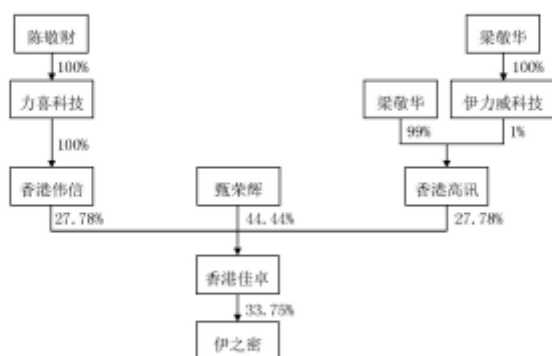 陈敬财
梁敬华
100%
100%
力喜科技
梁敬华
伊力威科技
100%
99%
1%
香港伟信
甄荣辉
香港高讯
27.78%
44.44%
27.78%
香港佳卓
33.75%
伊之密